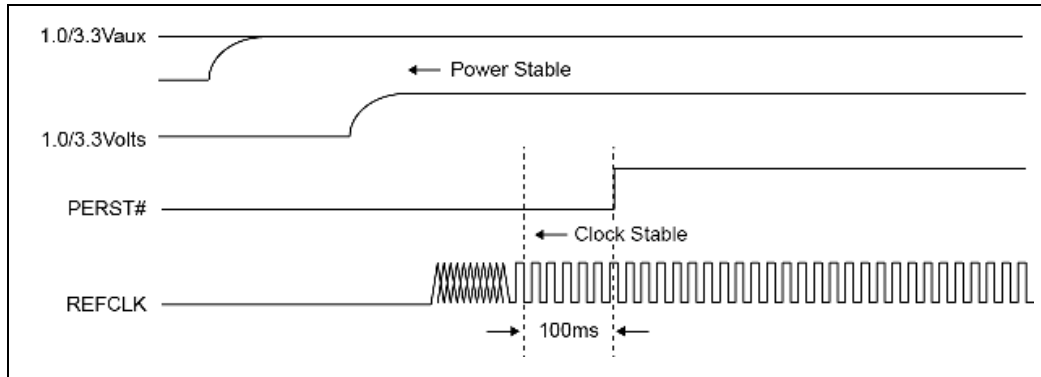 1.0/3.3Vaux
Power Stable
1.0/3.3Volts
PERST#
Clock Stable
REFCLK
100ms